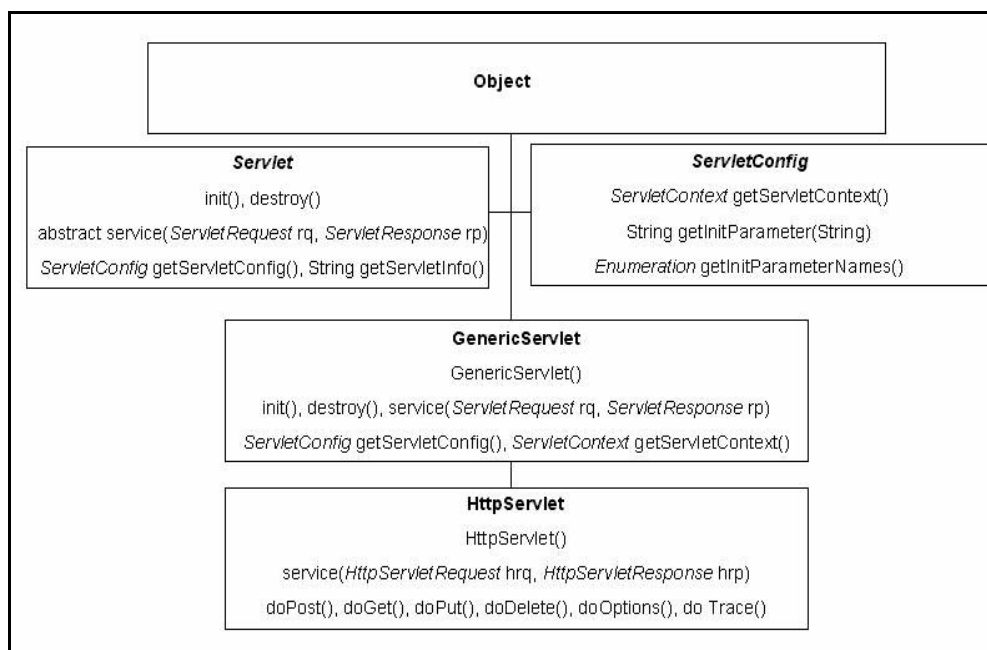 Object
Servlet
init(), destroy()
abstract service(ServletRequest rq, ServletResponse rp)
ServletConfig getServletConfig(), String getServletInfo()
ServletConfig
ServletContext getServletContext()
String getInitParameter(String)
Enumeration getInitParameterNames()
GenericServlet
GenericServlet()
init(), destroy(), service(ServletRequest rq, ServletResponse rp)
ServletConfig getServletConfig(), ServletContext getServletContext()
HttpServlet
HttpServlet()
service(HttpServletRequest hrq, HttpServletResponse hrp)
doPost(), doGet(), doPut(), doDelete(), doOptions(), do Trace()